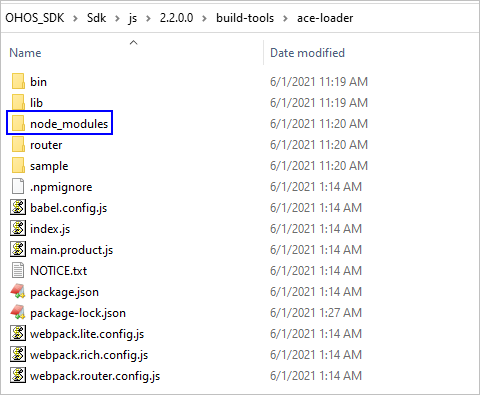 OHOS_SDK > Sdk > js > 2.2.0.0 > build-tools > ace-loader
Name Date modified
bin 6/1/2021 11:19 AM
lib 6/1/2021 11:19 AM
node_modules 6/1/2021 11:20 AM
router 6/1/2021 11:20 AM
sample 6/1/2021 11:20 AM
.npmignore 6/1/2021 1:14 AM
babel.config.js 6/1/2021 1:14 AM
index.js 6/1/2021 1:14 AM
main.product.js 6/1/2021 1:14 AM
NOTICE.txt 6/1/2021 1:14 AM
package.json 6/1/2021 1:14 AM
package-lock.json 6/1/2021 1:27 AM
webpack.lite.config.js 6/1/2021 1:14 AM
webpack.rich.config.js 6/1/2021 1:14 AM
webpack.router.config.js 6/1/2021 1:14 AM